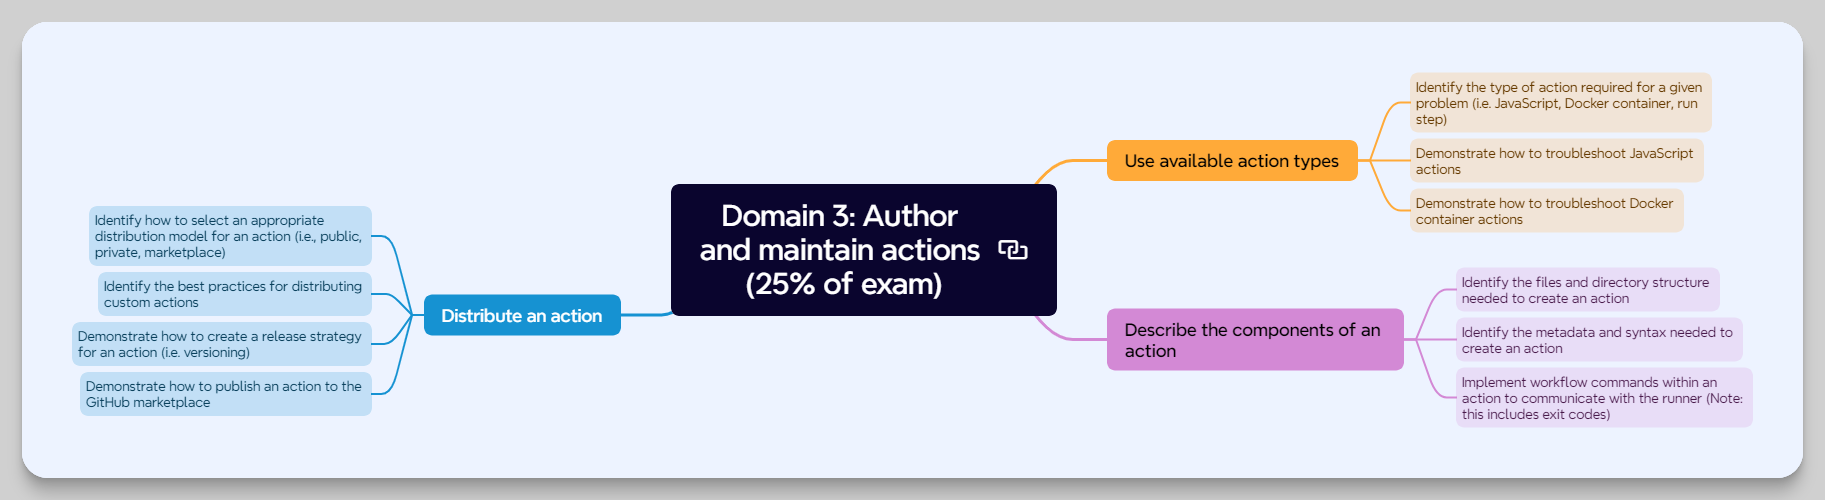 Domain 3: Author
and maintain actions
(25% of exam)
Use available action types
Identify the type of action required for a given
problem (i.e. JavaScript, Docker container, run
step)
Demonstrate how to troubleshoot JavaScript
actions
Demonstrate how to troubleshoot Docker
container actions
Describe the components of an
action
Identify the files and directory structure
needed to create an action
Identify the metadata and syntax needed to
create an action
Implement workflow commands within an
action to communicate with the runner (Note:
this includes exit codes)
Distribute an action
Identify how to select an appropriate
distribution model for an action (i.e., public,
private, marketplace)
Identify the best practices for distributing
custom actions
Demonstrate how to create a release strategy
for an action (i.e. versioning)
Demonstrate how to publish an action to the
GitHub marketplace